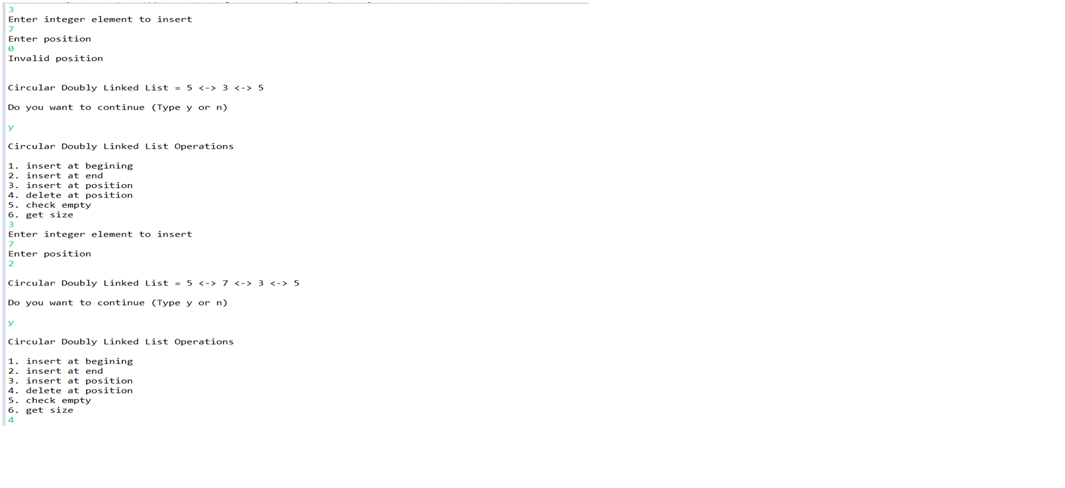 3
Enter integer element to insert
7
Enter position
0
Invalid position
Circular Doubly Linked List = 5 <-> 3 <-> 5
Do you want to continue (Type y or n)
y
Circular Doubly Linked List Operations
1. insert at begining
2. insert at end
3. insert at position
4. delete at position
5. check empty
6. get size
3
Enter integer element to insert
7
Enter position
2
Circular Doubly Linked List = 5 <-> 7 <-> 3 <-> 5
Do you want to continue (Type y or n)
y
Circular Doubly Linked List Operations
1. insert at begining
2. insert at end
3. insert at position
4. delete at position
5. check empty
6. get size
4